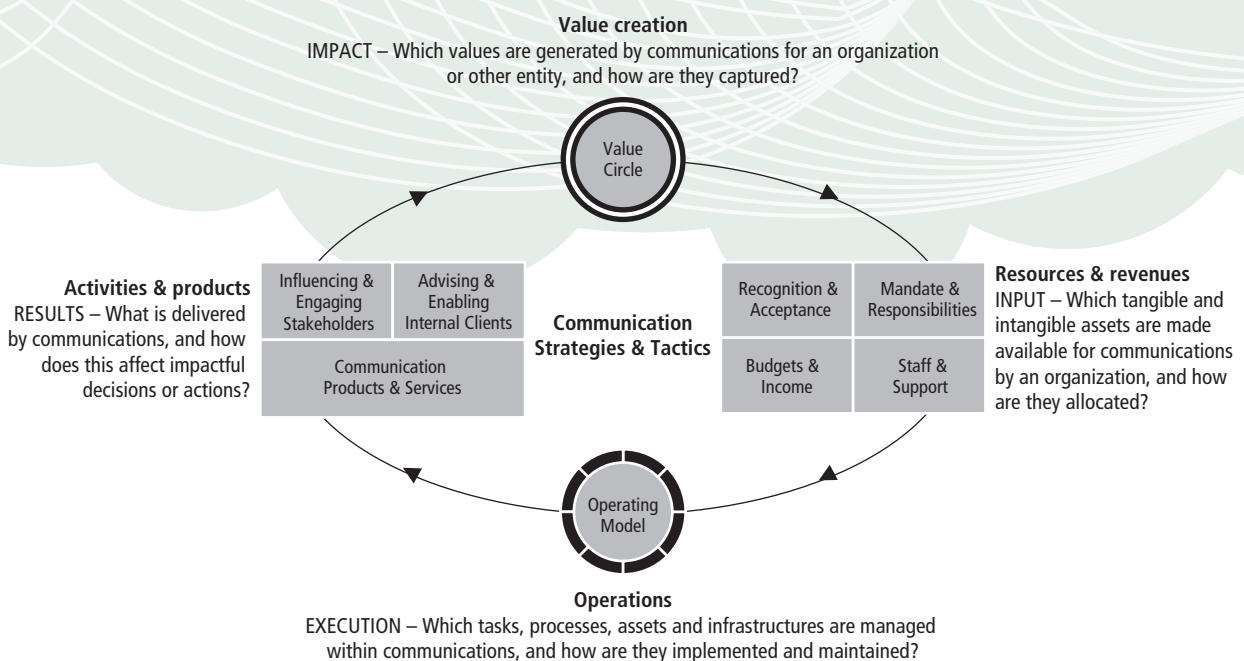 Value creation
IMPACT – Which values are generated by communications for an organization
or other entity, and how are they captured?
Value
Circle
Activities & products
RESULTS – What is delivered
by communications, and how
does this affect impactful
decisions or actions?
Influencing &
Engaging
Stakeholders
Advising &
Enabling
Internal Clients
Communication
Products & Services
Communication
Strategies & Tactics
Recognition &
Acceptance
Mandate &
Responsibilities
Budgets &
Income
Staff &
Support
Resources & revenues
INPUT – Which tangible and
intangible assets are made
available for communications
by an organization, and how
are they allocated?
Operating
Model
Operations
EXECUTION – Which tasks, processes, assets and infrastructures are managed
within communications, and how are they implemented and maintained?